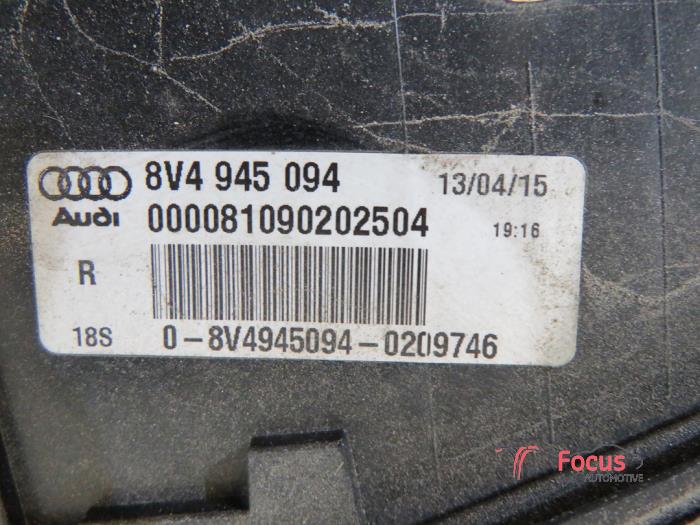 8V4 945 094 13/04/15
Audi 000081090202504 19:16
R
18S 0-8V4945094-0209746
Focus
AUTOMOTIVE